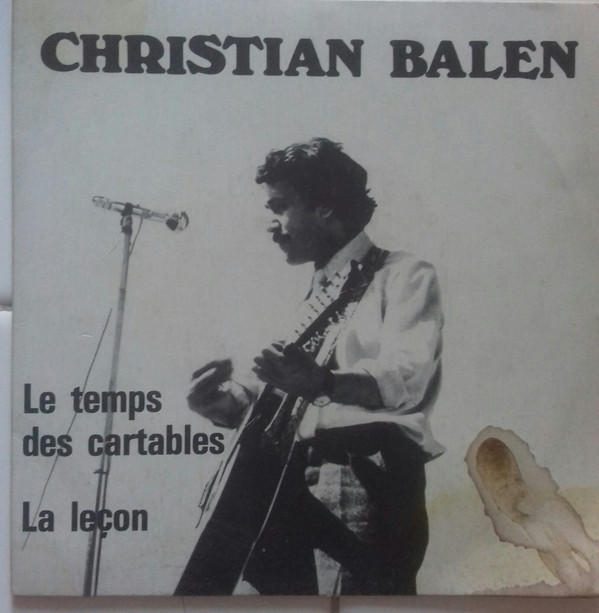 CHRISTIAN BALEN
Le temps
des cartables
La leçon